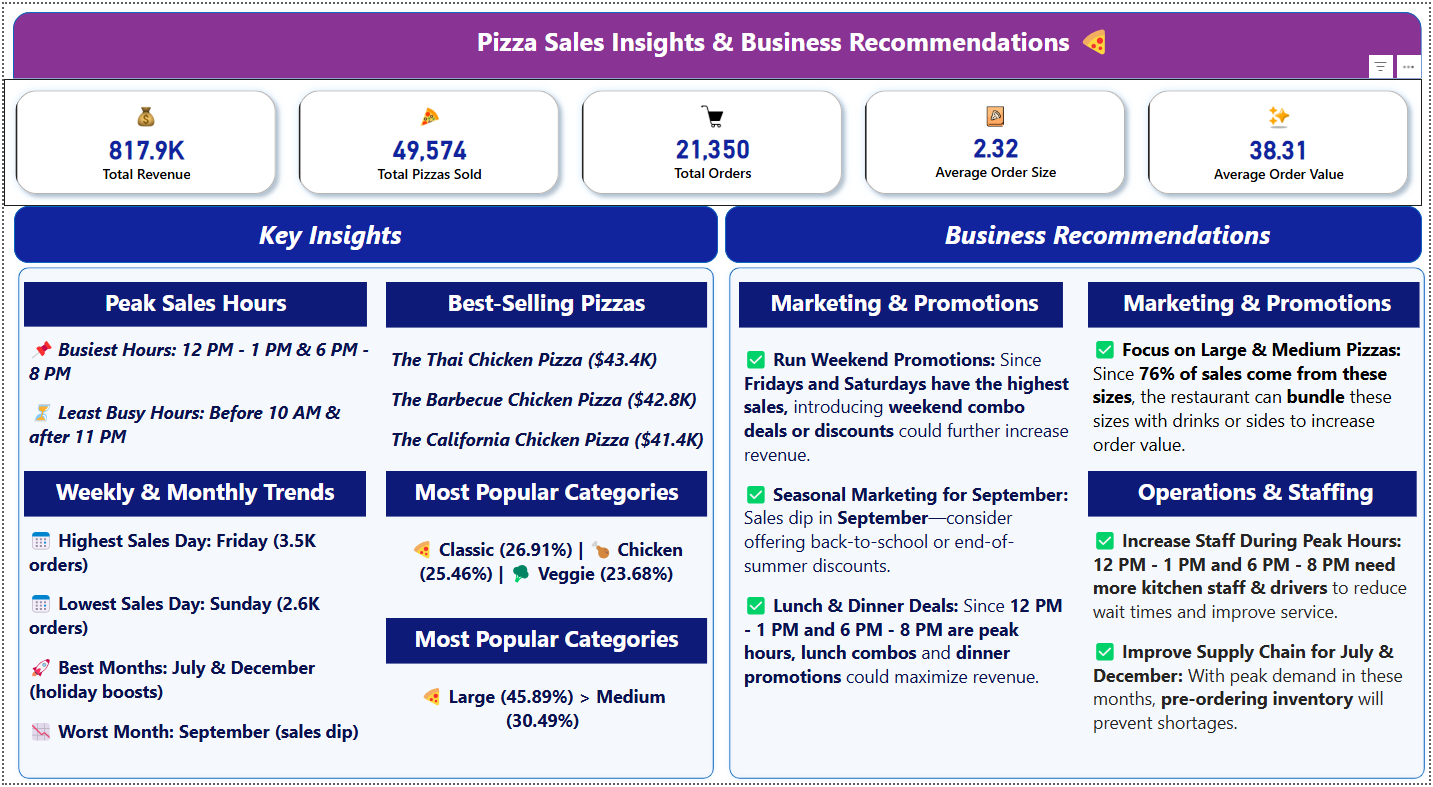 Pizza Sales Insights & Business Recommendations 🍕
817.9K
Total Revenue
49,574
Total Pizzas Sold
21,350
Total Orders
2.32
Average Order Size
38.31
Average Order Value
Key Insights
Peak Sales Hours
📌 Busiest Hours: 12 PM - 1 PM & 6 PM -
8 PM
⏳ Least Busy Hours: Before 10 AM &
after 11 PM
Best-Selling Pizzas
The Thai Chicken Pizza ($43.4K)
The Barbecue Chicken Pizza ($42.8K)
The California Chicken Pizza ($41.4K)
Weekly & Monthly Trends
📅 Highest Sales Day: Friday (3.5K
orders)
📅 Lowest Sales Day: Sunday (2.6K
orders)
🚀 Best Months: July & December
(holiday boosts)
📉 Worst Month: September (sales dip)
Most Popular Categories
🍕 Classic (26.91%) | 🍗 Chicken
(25.46%) | 🥦 Veggie (23.68%)
Most Popular Categories
🍕 Large (45.89%) > Medium
(30.49%)
Business Recommendations
Marketing & Promotions
✅ Run Weekend Promotions: Since
Fridays and Saturdays have the highest
sales, introducing weekend combo
deals or discounts could further increase
revenue.
✅ Seasonal Marketing for September:
Sales dip in September—consider
offering back-to-school or end-of-
summer discounts.
✅ Lunch & Dinner Deals: Since 12 PM
- 1 PM and 6 PM - 8 PM are peak
hours, lunch combos and dinner
promotions could maximize revenue.
Marketing & Promotions
✅ Focus on Large & Medium Pizzas:
Since 76% of sales come from these
sizes, the restaurant can bundle these
sizes with drinks or sides to increase
order value.
Operations & Staffing
✅ Increase Staff During Peak Hours:
12 PM - 1 PM and 6 PM - 8 PM need
more kitchen staff & drivers to reduce
wait times and improve service.
✅ Improve Supply Chain for July &
December: With peak demand in these
months, pre-ordering inventory will
prevent shortages.